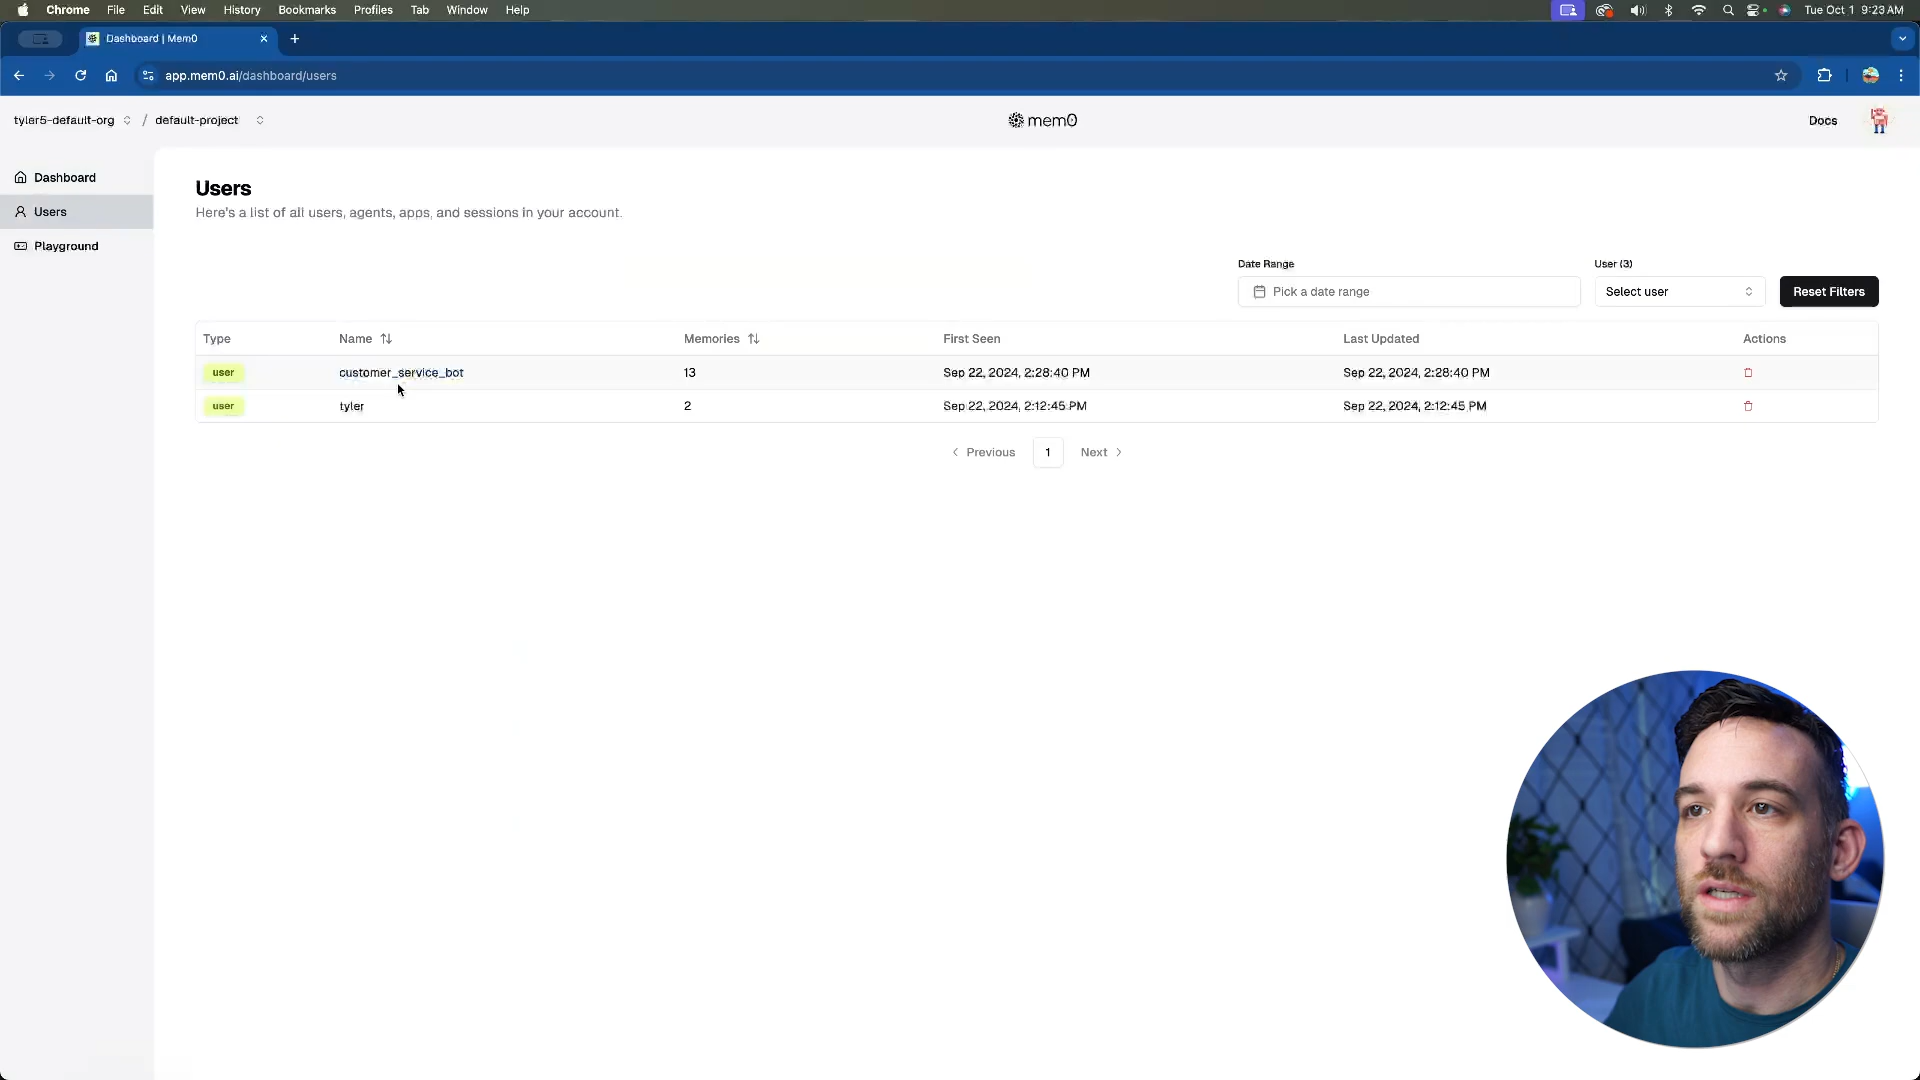 Chrome File Edit View History Bookmarks Profiles Tab Window Help Tue Oct 1 9:23 AM
Dashboard | Mem0
app.mem0.ai/dashboard/users
tyler5-default-org / default-project mem0 Docs
Dashboard
Users
Playground
Users
Here's a list of all users, agents, apps, and sessions in your account.
Date Range User (3)
Pick a date range Select user Reset Filters
Type Name Memories First Seen Last Updated Actions
user customer_service_bot 13 Sep 22, 2024, 2:28:40 PM Sep 22, 2024, 2:28:40 PM
user tyler 2 Sep 22, 2024, 2:12:45 PM Sep 22, 2024, 2:12:45 PM
Previous 1 Next